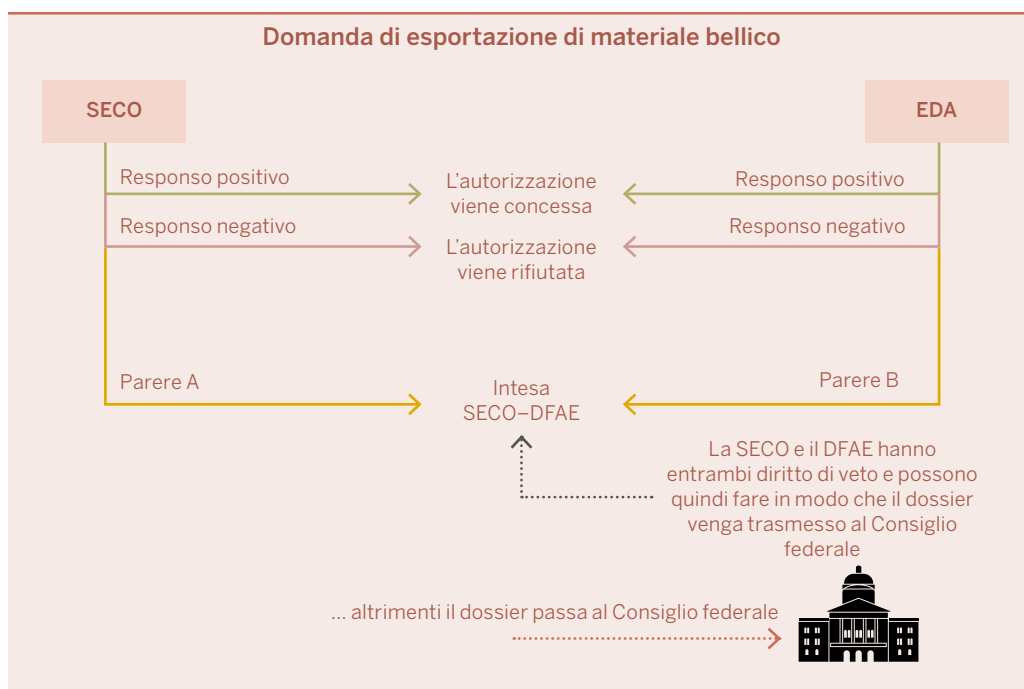 Domanda di esportazione di materiale bellico
SECO
EDA
Responso positivo
L'autorizzazione
viene concessa
Responso positivo
Responso negativo
L'autorizzazione
viene rifiutata
Responso negativo
Parere A
Intesa
SECO–DFAE
Parere B
La SECO e il DFAE hanno
entrambi diritto di veto e possono
quindi fare in modo che il dossier
venga trasmesso al Consiglio
federale
... altrimenti il dossier passa al Consiglio federale